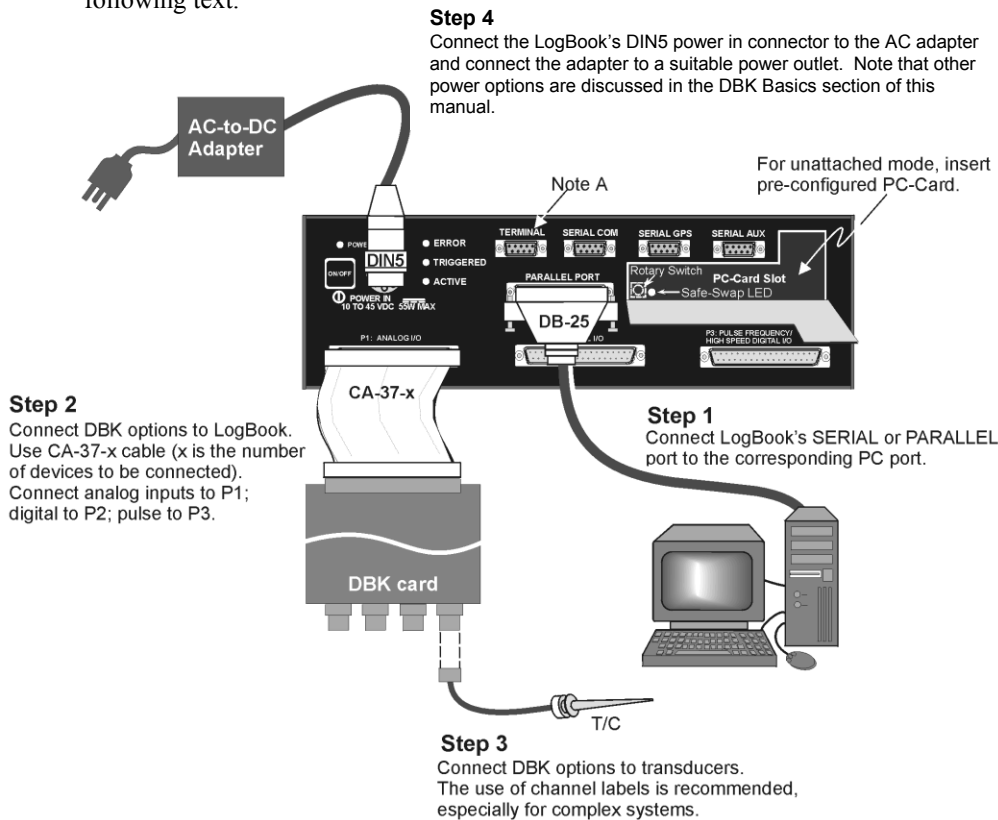 following text.
Step 4
Connect the LogBook's DIN5 power in connector to the AC adapter
and connect the adapter to a suitable power outlet.  Note that other
power options are discussed in the DBK Basics section of this
manual.
AC-to-DC
Adapter
For unattached mode, insert
pre-configured PC-Card.
Note A
TERMINAL
SERIAL COM
SERIAL GPS
SERIAL AUX
ERROR
DIN5
TRIGGERED
ON/OFF
ACTIVE
PARALLEL PORT
Rotary Switch
PC-Card Slot
Safe-Swap LED
POWER IN
10 TO 45 VDC
55W MAX
DB-25
P1: ANALOG I/O
I/O
P3: PULSE FREQUENCY/
HIGH SPEED DIGITAL I/O
CA-37-x
Step 2
Connect DBK options to LogBook.
Use CA-37-x cable (x is the number
of devices to be connected).
Connect analog inputs to P1;
digital to P2; pulse to P3.
Step 1
Connect LogBook's SERIAL or PARALLEL
port to the corresponding PC port.
DBK card
T/C
Step 3
Connect DBK options to transducers.
The use of channel labels is recommended,
especially for complex systems.